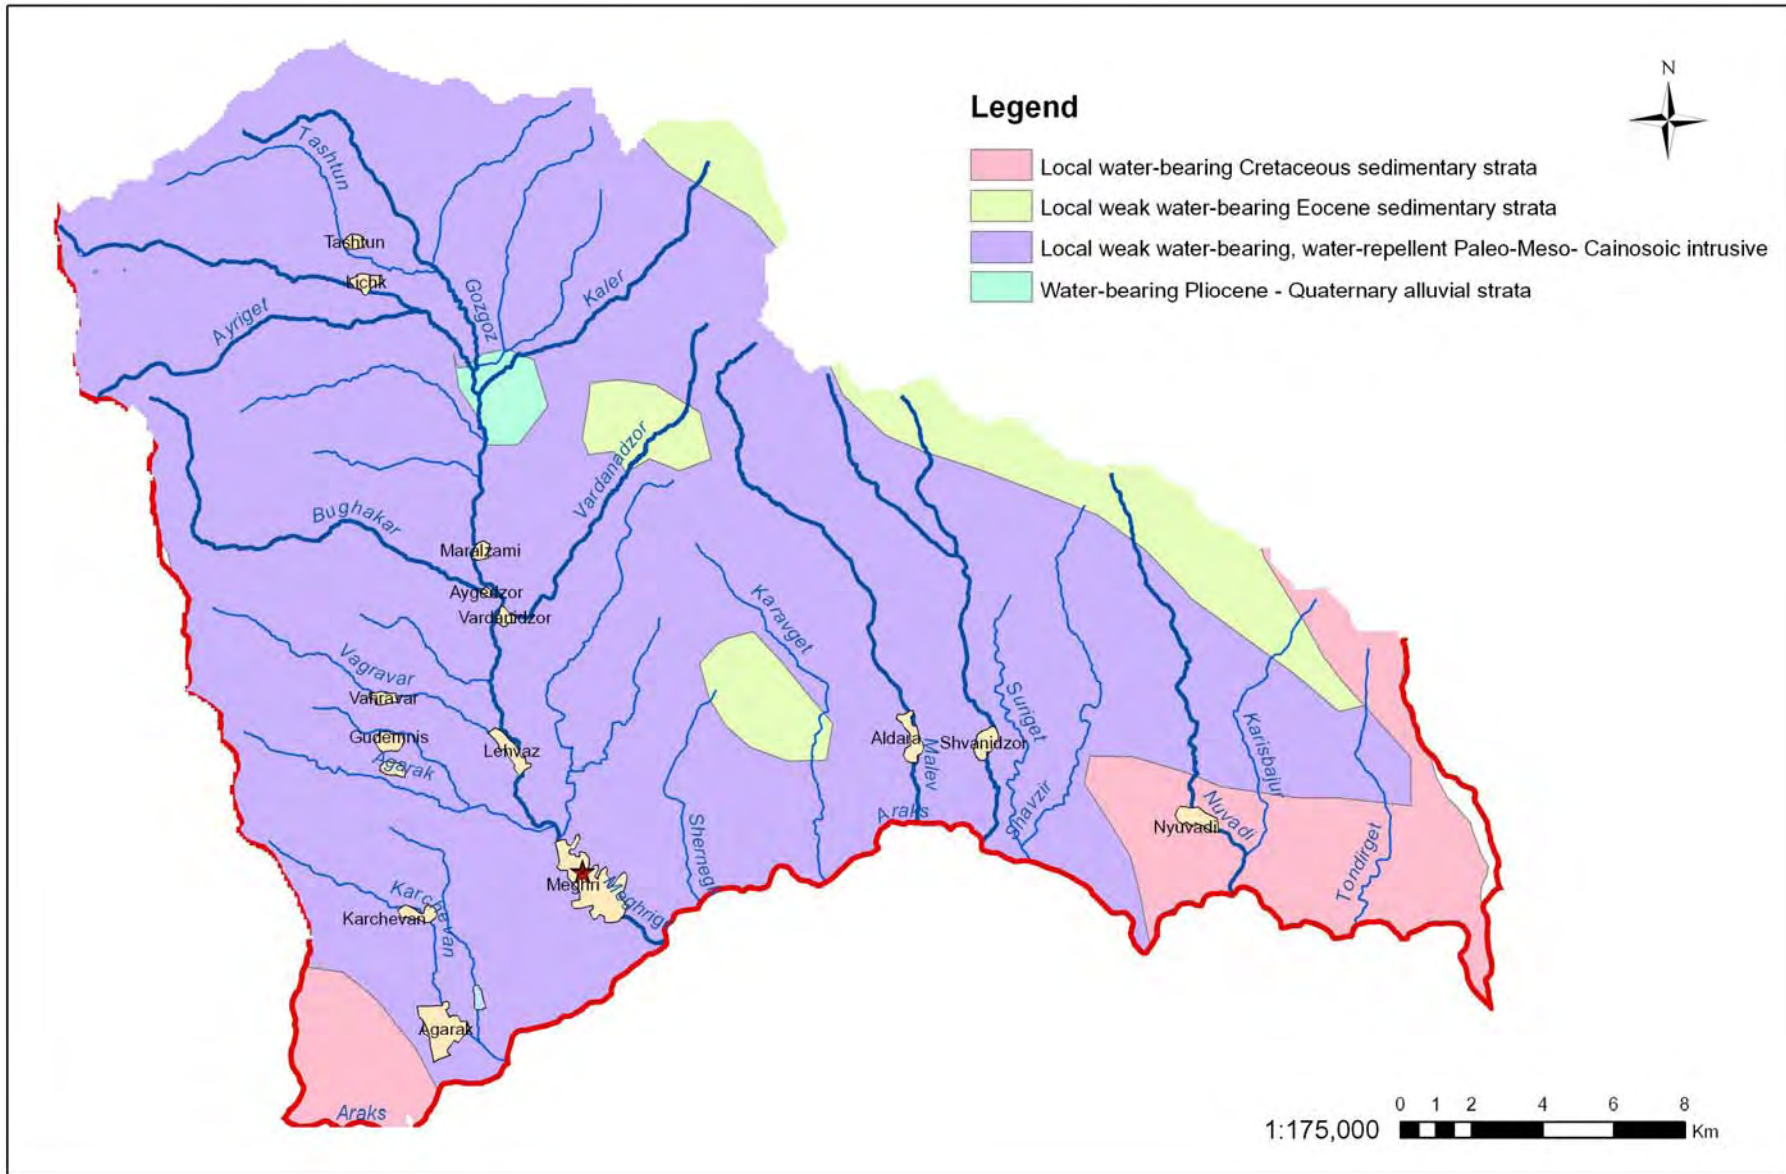 N
Legend
Local water-bearing Cretaceous sedimentary strata
Local weak water-bearing Eocene sedimentary strata
Local weak water-bearing, water-repellent Paleo-Meso- Cainosoic intrusive
Water-bearing Pliocene - Quaternary alluvial strata
Tashtun
Tashtun
Kichk
Gozgoz
Kaler
Ayriget
Vardanadzor
Bughakar
Maralzami
Aygedzor
Vardanidzor
Karavget
Vagravar
Vahravar
Gudemnis
Agarak
Lehvaz
Suriget
Karisbajur
Aldara
Malev
Shvanidzor
Shavzir
Araks
Nyuvadi
Nuvadi
Tondirget
Shernegi
Meghri
Meghrig
Karchevan
Karchevan
Agarak
Araks
0 1 2 4 6 8
1:175,000
Km